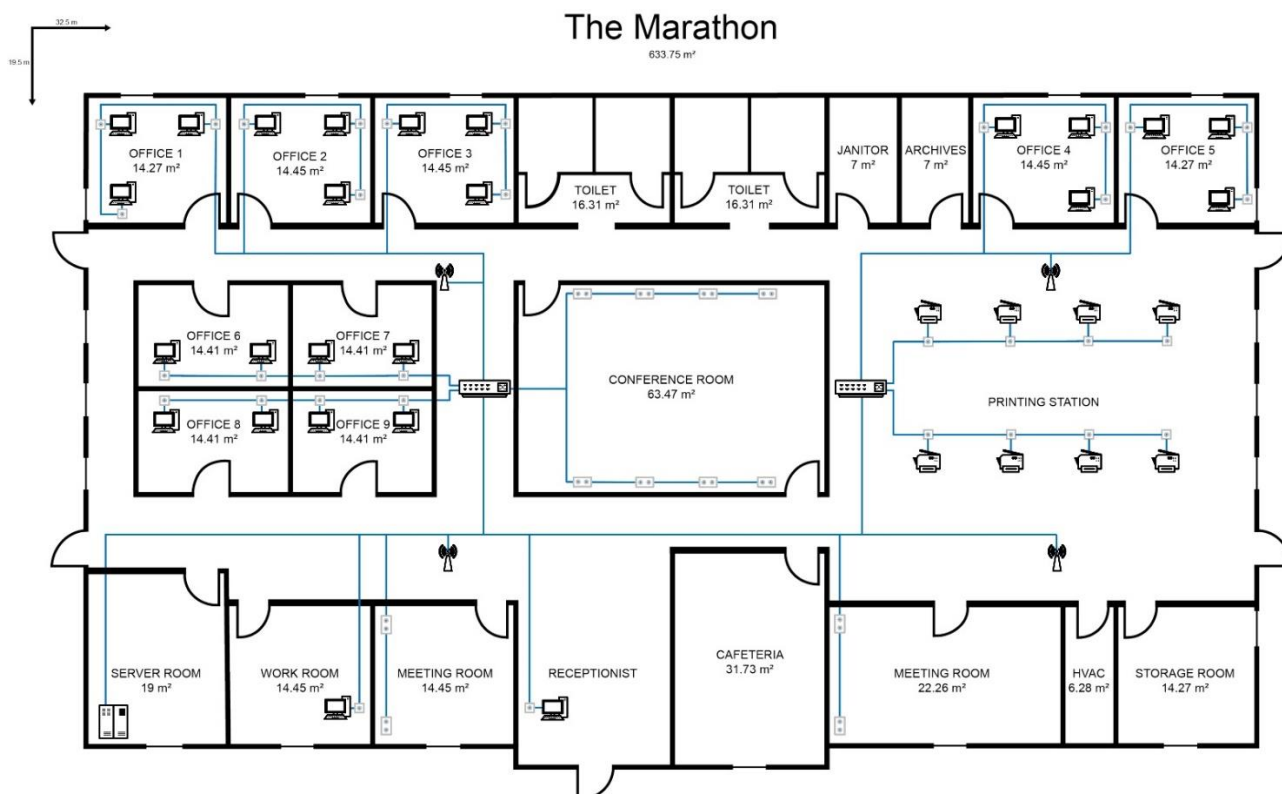 The Marathon
633.75 m²
32.5 m
19.5 m
OFFICE 1
14.27 m²
OFFICE 2
14.45 m²
OFFICE 3
14.45 m²
TOILET
16.31 m²
TOILET
16.31 m²
JANITOR
7 m²
ARCHIVES
7 m²
OFFICE 4
14.45 m²
OFFICE 5
14.27 m²
OFFICE 6
14.41 m²
OFFICE 7
14.41 m²
OFFICE 8
14.41 m²
OFFICE 9
14.41 m²
CONFERENCE ROOM
63.47 m²
PRINTING STATION
SERVER ROOM
19 m²
WORK ROOM
14.45 m²
MEETING ROOM
14.45 m²
RECEPTIONIST
CAFETERIA
31.73 m²
MEETING ROOM
22.26 m²
HVAC
6.28 m²
STORAGE ROOM
14.27 m²